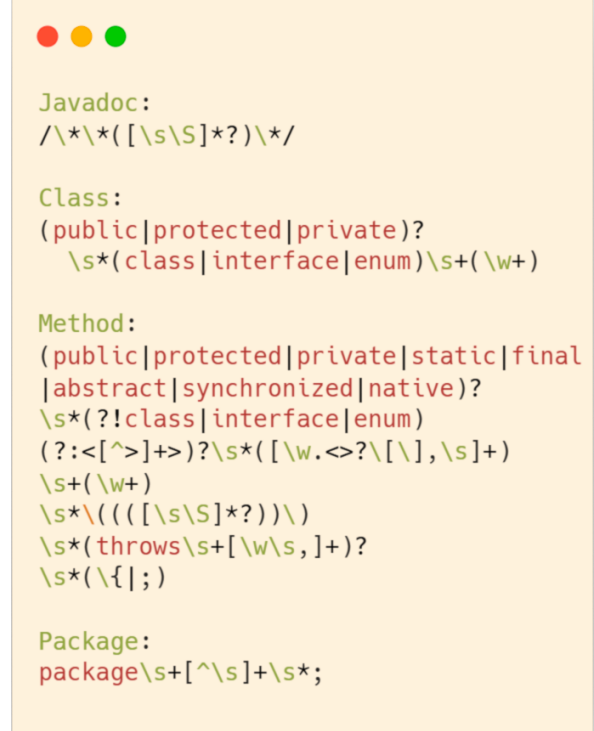 Javadoc:
/\*\*([\s\S]*?)\*/
Class:
(public|protected|private)?
\s*(class|interface|enum)\s+(\w+)
Method:
(public|protected|private|static|final
|abstract|synchronized|native)?
\s*(?!class|interface|enum)
(?:<[^>]+>)?\s*([\w.<>?\[\],\s]+)
\s+(\w+)
\s*\((([\s\S]*?))\)
\s*(throws\s+[\w\s,]+)?
\s*(\{|;)
Package:
package\s+[^\s]+\s*;